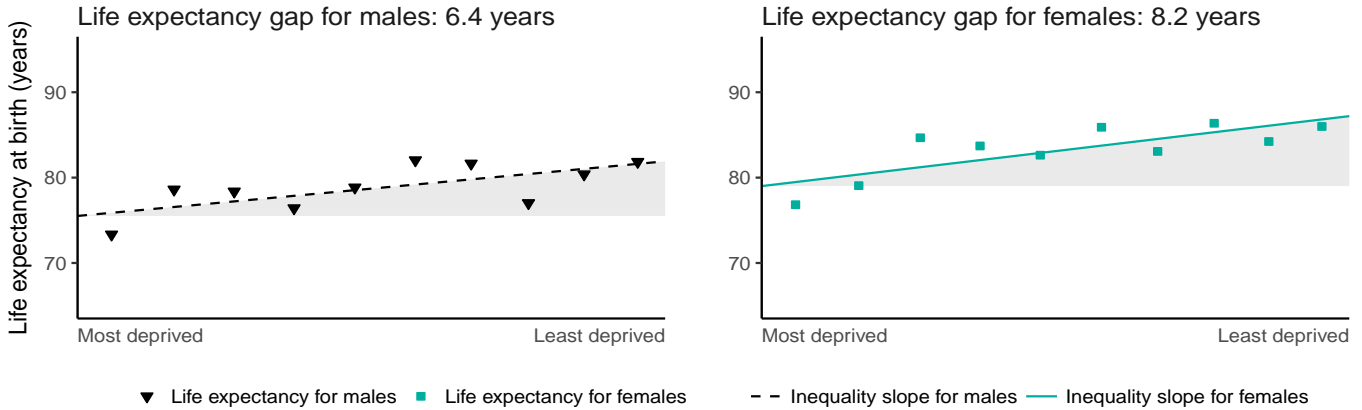 Life expectancy gap for males: 6.4 years
Life expectancy at birth (years)
90
80
70
Most deprived
Least deprived
Life expectancy gap for females: 8.2 years
90
80
70
Most deprived
Least deprived
Life expectancy for males
Life expectancy for females
Inequality slope for males
Inequality slope for females